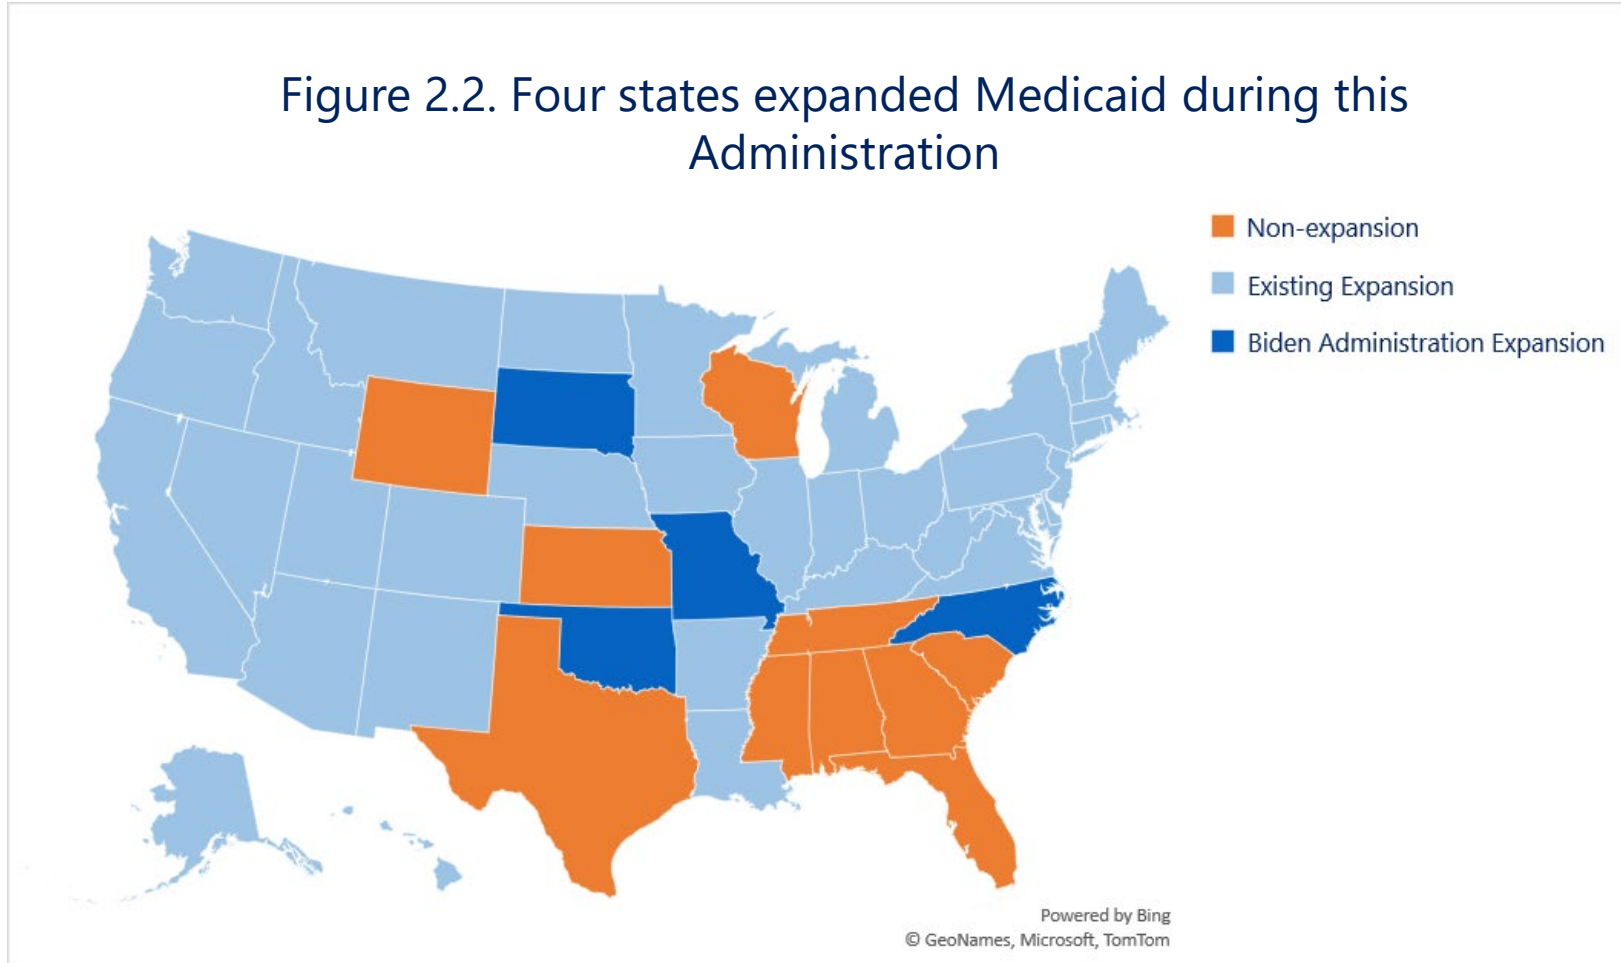 Figure 2.2. Four states expanded Medicaid during this
Administration
Non-expansion
Existing Expansion
Biden Administration Expansion
Powered by Bing
© GeoNames, Microsoft, TomTom